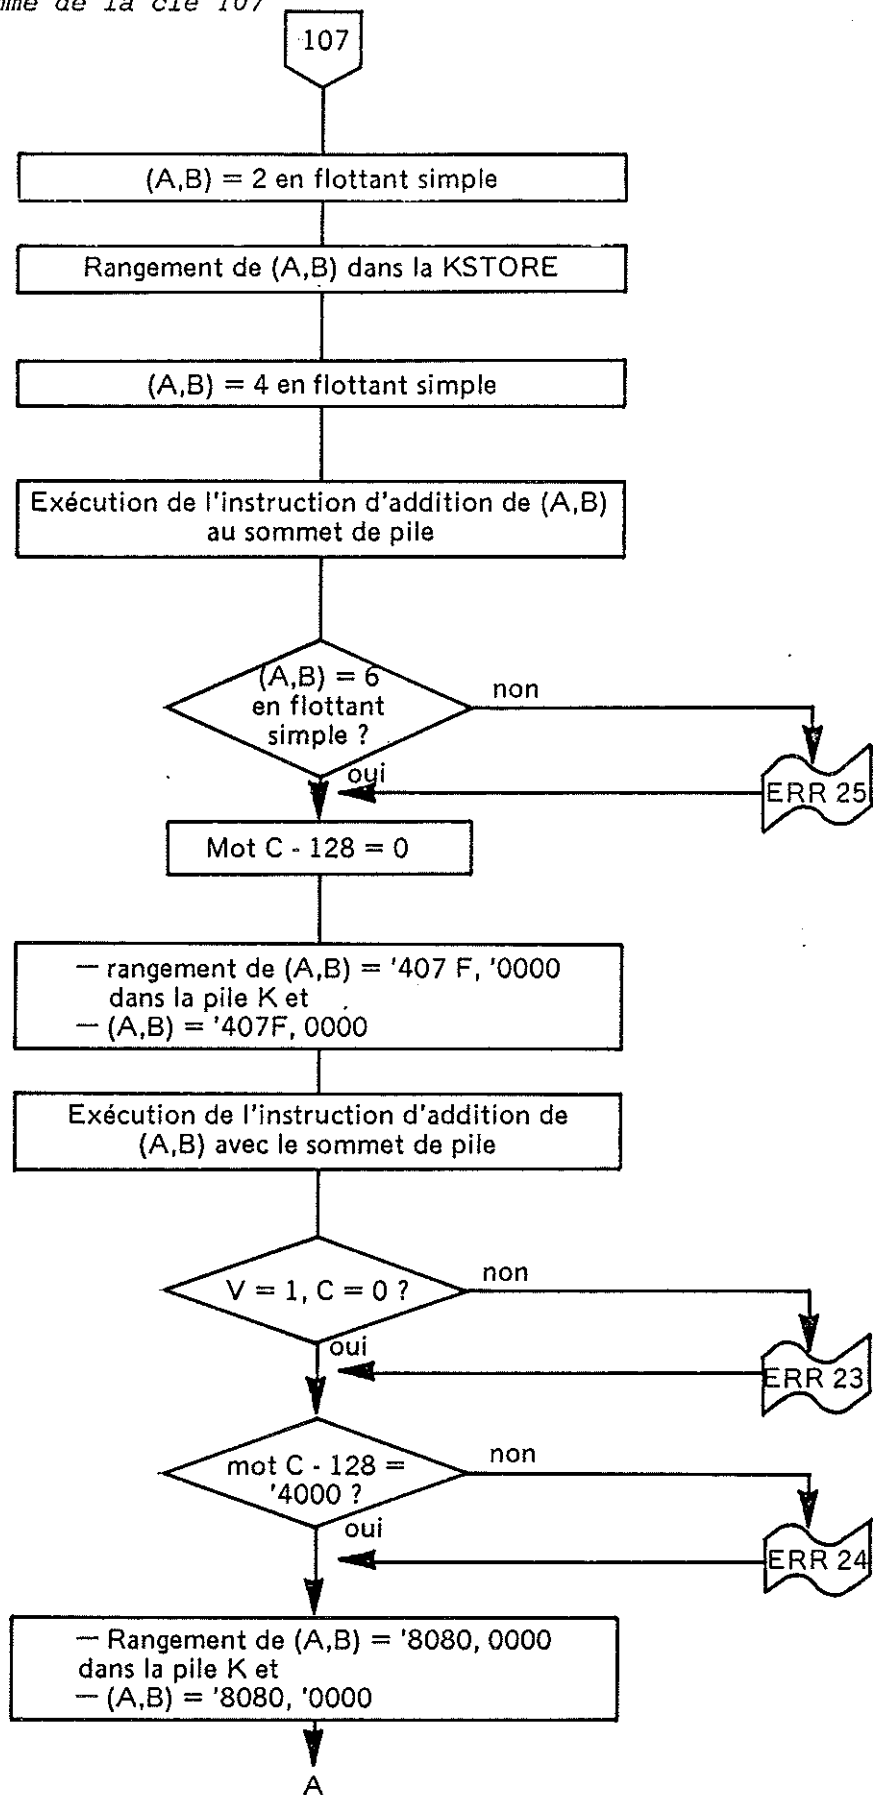 mme de la clé 107
107
(A,B) = 2 en flottant simple
Rangement de (A,B) dans la KSTORE
(A,B) = 4 en flottant simple
Exécution de l'instruction d'addition de (A,B)
au sommet de pile
(A,B) = 6
en flottant
simple ?
non
oui
ERR 25
Mot C - 128 = 0
— rangement de (A,B) = '407 F, '0000
dans la pile K et
— (A,B) = '407F, 0000
Exécution de l'instruction d'addition de
(A,B) avec le sommet de pile
V = 1, C = 0 ?
non
oui
ERR 23
mot C - 128 =
'4000 ?
non
oui
ERR 24
— Rangement de (A,B) = '8080, 0000
dans la pile K et
— (A,B) = '8080, '0000
A